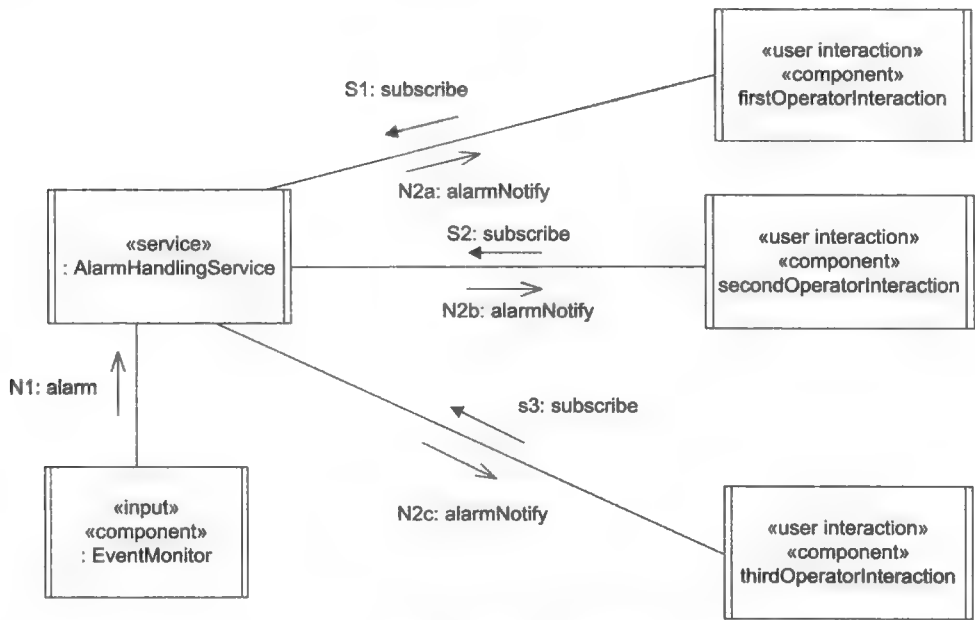 «user interaction»
«component»
firstOperatorInteraction
S1: subscribe
N2a: alarmNotify
«service»
: AlarmHandlingService
S2: subscribe
N2b: alarmNotify
«user interaction»
«component»
secondOperatorInteraction
N1: alarm
s3: subscribe
N2c: alarmNotify
«input»
«component»
: EventMonitor
«user interaction»
«component»
thirdOperatorInteraction